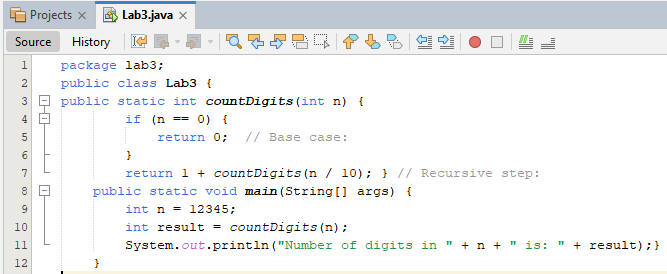 Projects Lab3.java
Source History
1 package lab3;
2 public class Lab3 {
3 public static int countDigits(int n) {
4 if (n == 0) {
5 return 0; // Base case:
6 }
7 return 1 + countDigits(n / 10); } // Recursive step:
8 public static void main(String[] args) {
9 int n = 12345;
10 int result = countDigits(n);
11 System.out.println("Number of digits in " + n + " is: " + result);}
12 }